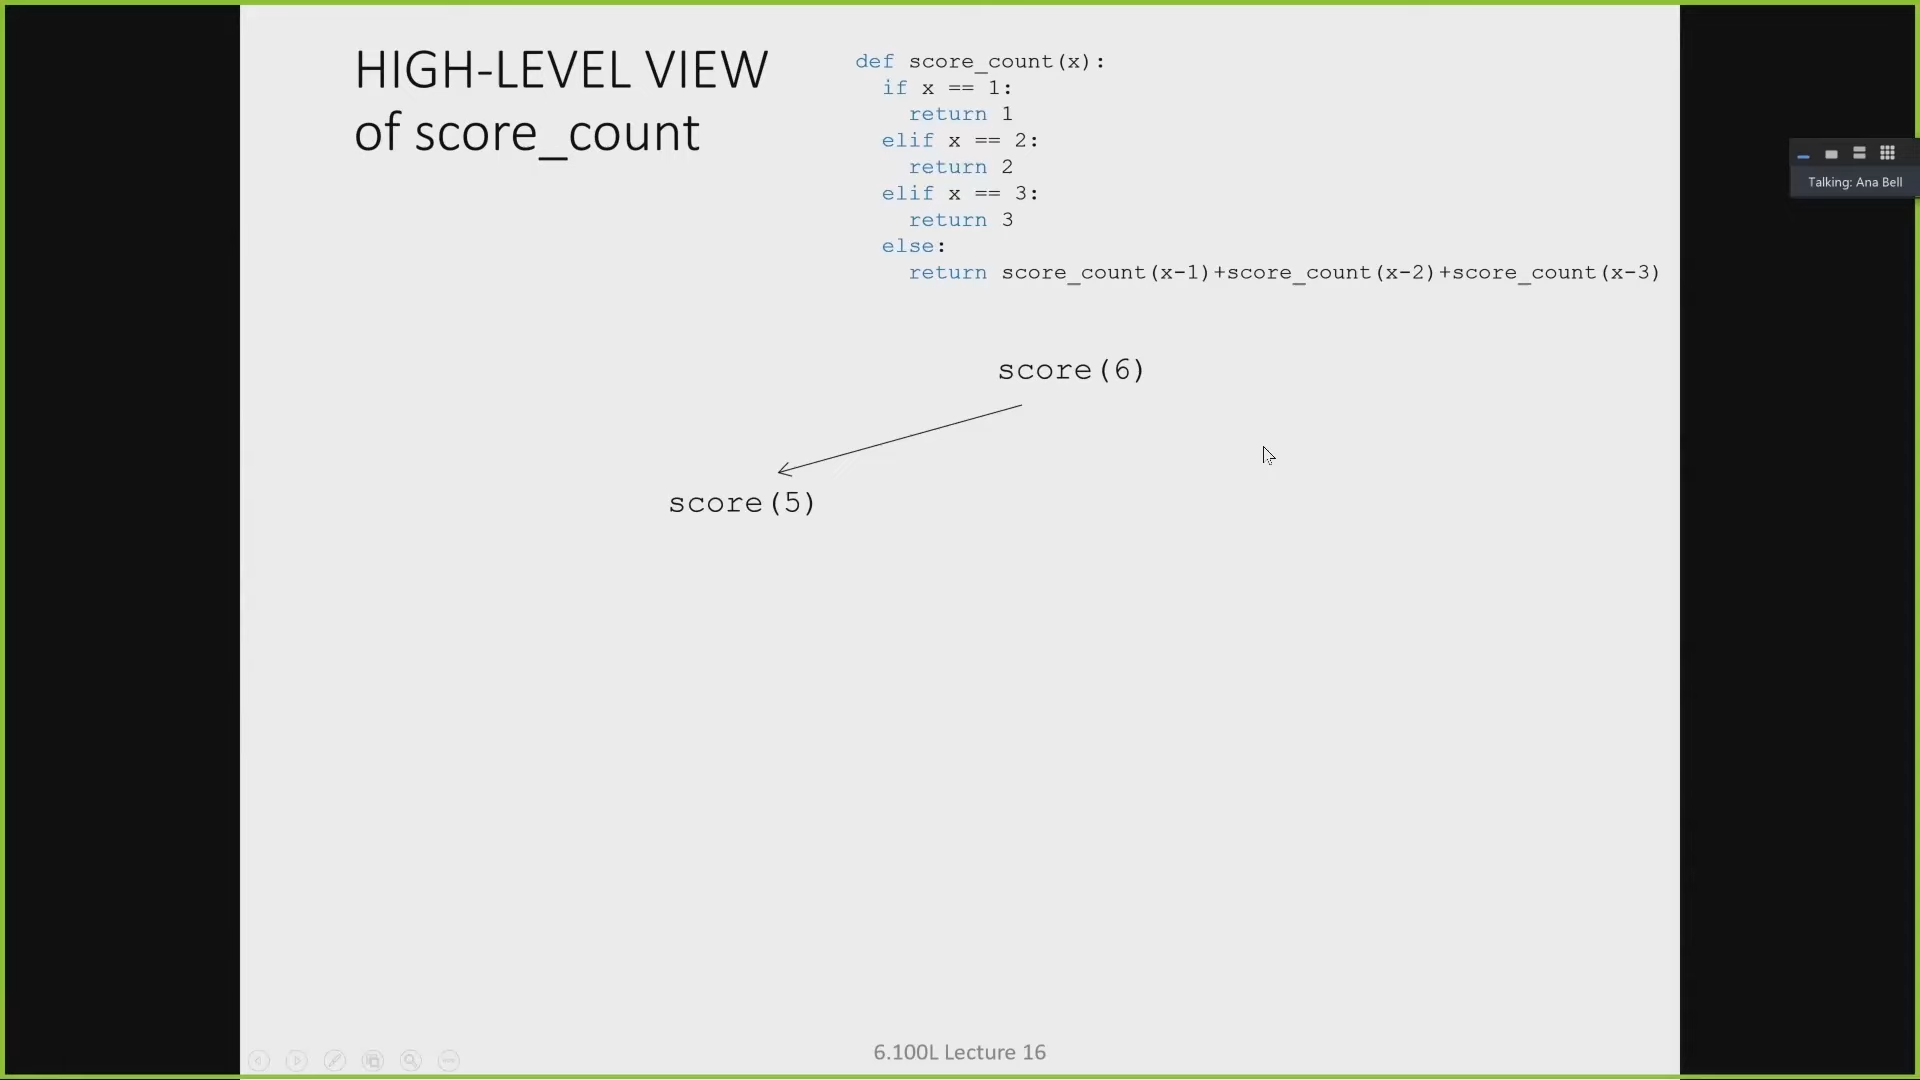 HIGH-LEVEL VIEW
of score_count
def score_count(x):
  if x == 1:
    return 1
  elif x == 2:
    return 2
  elif x == 3:
    return 3
  else:
    return score_count(x-1)+score_count(x-2)+score_count(x-3)
Talking: Ana Bell
score(6)
score(5)
6.100L Lecture 16